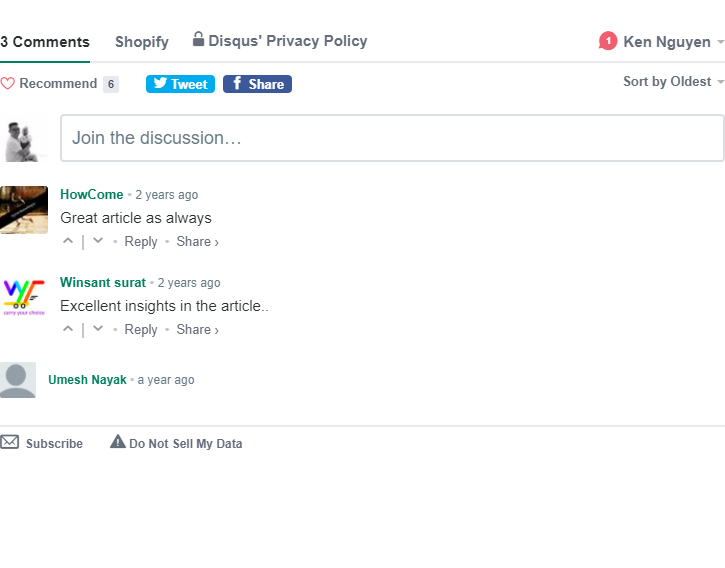 3 Comments Shopify Disqus' Privacy Policy 1 Ken Nguyen
Recommend 6 Tweet Share Sort by Oldest
Join the discussion…
HowCome • 2 years ago
Great article as always
Reply • Share ›
Winsant surat • 2 years ago
Excellent insights in the article..
Reply • Share ›
carry your choice
Umesh Nayak • a year ago
Subscribe Do Not Sell My Data